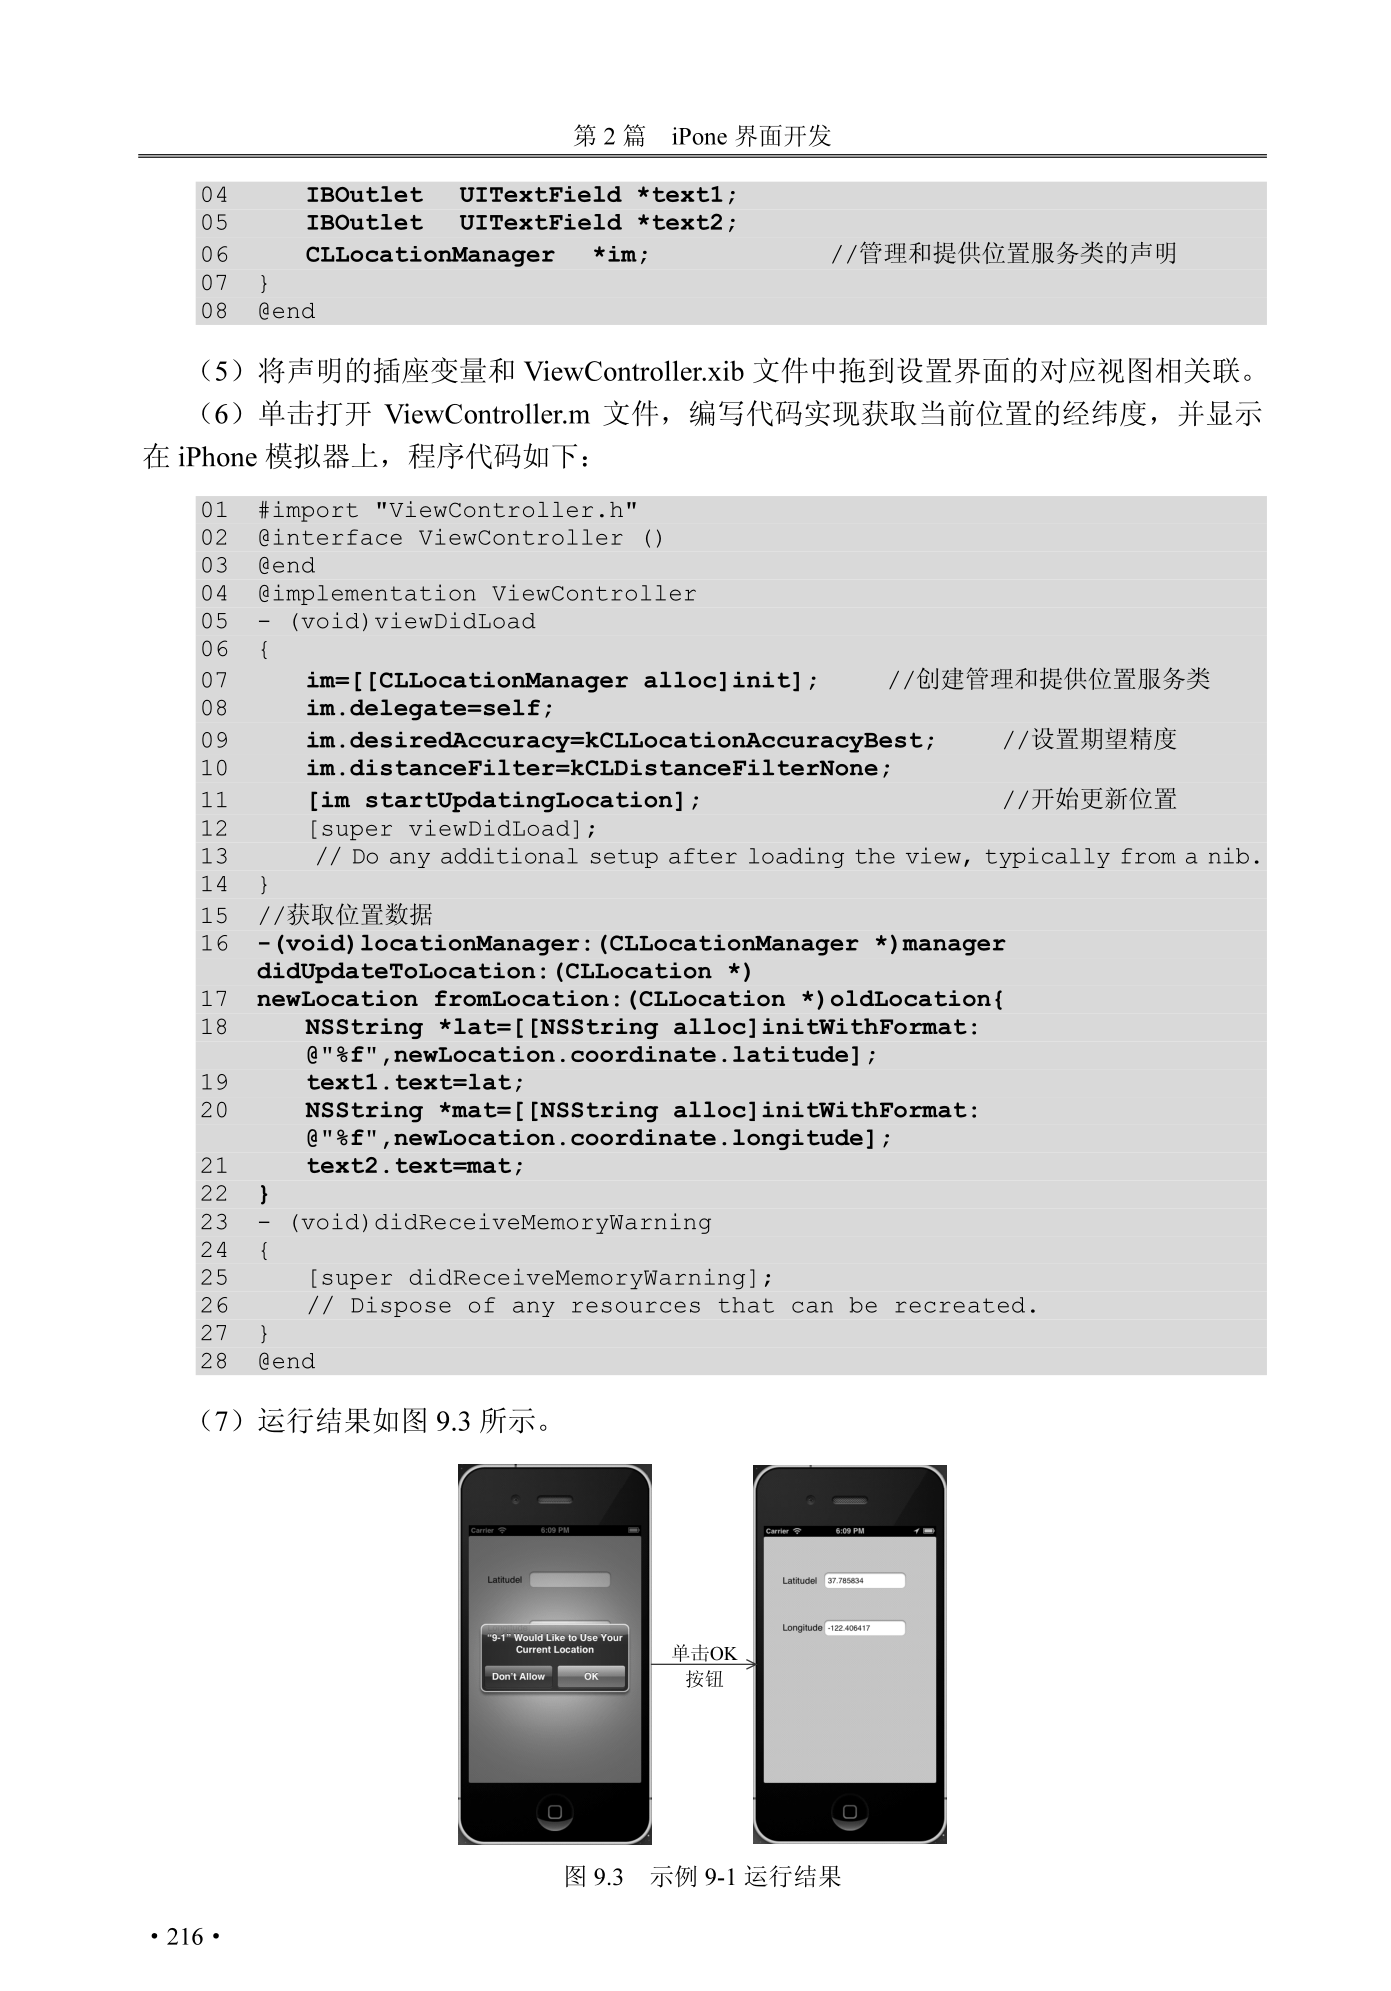 第 2 篇　iPone 界面开发
04 IBOutlet UITextField *text1;
05 IBOutlet UITextField *text2;
06 CLLocationManager *im; //管理和提供位置服务类的声明
07 }
08 @end
（5）将声明的插座变量和 ViewController.xib 文件中拖到设置界面的对应视图相关联。
（6）单击打开 ViewController.m 文件，编写代码实现获取当前位置的经纬度，并显示
在 iPhone 模拟器上，程序代码如下：
01 #import "ViewController.h"
02 @interface ViewController ()
03 @end
04 @implementation ViewController
05 - (void)viewDidLoad
06 {
07 im=[[CLLocationManager alloc]init]; //创建管理和提供位置服务类
08 im.delegate=self;
09 im.desiredAccuracy=kCLLocationAccuracyBest; //设置期望精度
10 im.distanceFilter=kCLDistanceFilterNone;
11 [im startUpdatingLocation]; //开始更新位置
12 [super viewDidLoad];
13 // Do any additional setup after loading the view, typically from a nib.
14 }
15 //获取位置数据
16 -(void)locationManager:(CLLocationManager *)manager
didUpdateToLocation:(CLLocation *)
17 newLocation fromLocation:(CLLocation *)oldLocation{
18 NSString *lat=[[NSString alloc]initWithFormat:
@"%f",newLocation.coordinate.latitude];
19 text1.text=lat;
20 NSString *mat=[[NSString alloc]initWithFormat:
@"%f",newLocation.coordinate.longitude];
21 text2.text=mat;
22 }
23 - (void)didReceiveMemoryWarning
24 {
25 [super didReceiveMemoryWarning];
26 // Dispose of any resources that can be recreated.
27 }
28 @end
（7）运行结果如图 9.3 所示。
Carrier 6:09 PM
Latitudel
"9-1" Would Like to Use Your
Current Location
Don't Allow OK
单击OK
按钮
Carrier 6:09 PM
Latitudel 37.785834
Longitude -122.406417
图 9.3　示例 9-1 运行结果
• 216 •